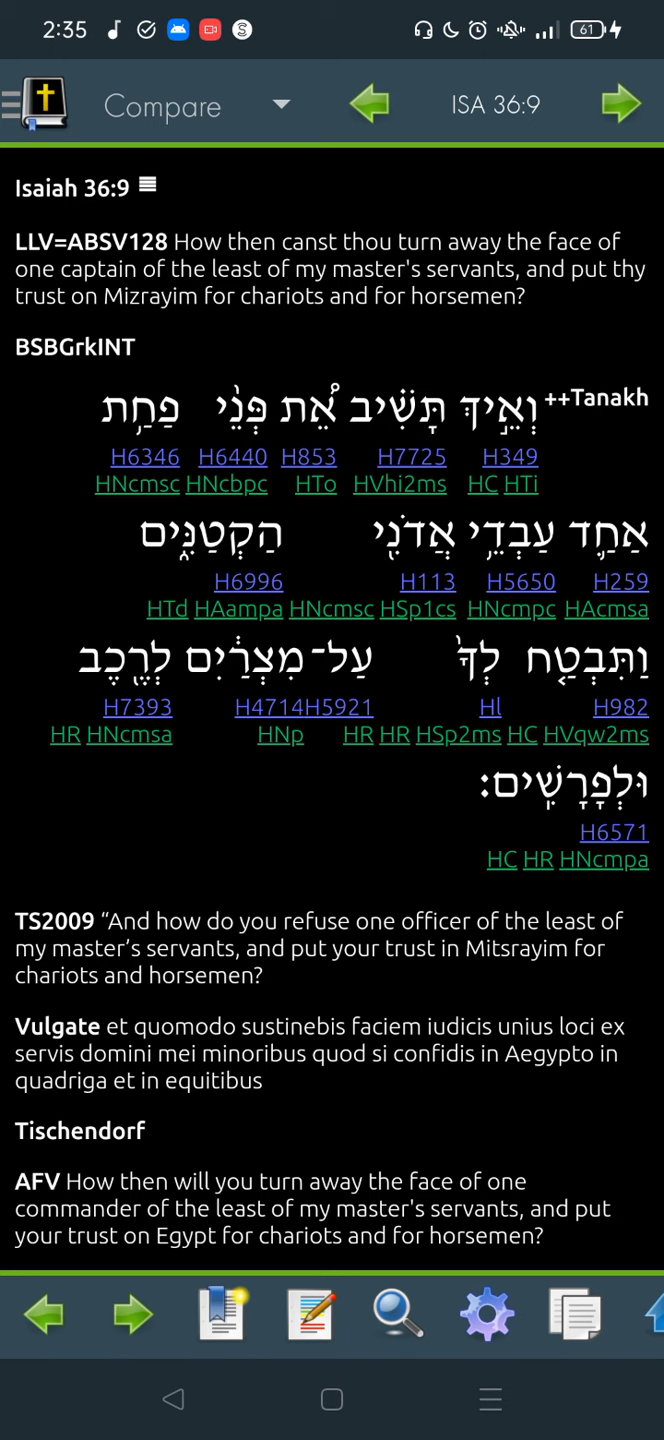 2:35
61
Compare
ISA 36:9
Isaiah 36:9
LLV=ABSV128 How then canst thou turn away the face of
one captain of the least of my master's servants, and put thy
trust on Mizrayim for chariots and for horsemen?
BSBGrkINT
++Tanakh וְאֵ֣יךְ תָּשִׁ֗יב אֵ֠ת פְּנֵ֨י פַחַ֥ת
H6346 H6440 H853 H7725 H349
HNcmsc HNcbpc HTo HVhi2ms HC HTi
אַחַ֛ד עַבְדֵ֥י אֲדֹנִ֖י הַקְטַנִּ֑ים
H6996 H113 H5650 H259
HTd HAampa HNcmsc HSp1cs HNcmpc HAcmsa
וַתִּבְטַ֤ח לְךָ֙ עַל־מִצְרַ֔יִם לְרֶ֖כֶב
H7393 H4714H5921 Hl H982
HR HNcmsa HNp HR HR HSp2ms HC HVqw2ms
וּלְפָרָשִֽׁים׃
H6571
HC HR HNcmpa
TS2009 “And how do you refuse one officer of the least of
my master’s servants, and put your trust in Mitsrayim for
chariots and horsemen?
Vulgate et quomodo sustinebis faciem iudicis unius loci ex
servis domini mei minoribus quod si confidis in Aegypto in
quadriga et in equitibus
Tischendorf
AFV How then will you turn away the face of one
commander of the least of my master's servants, and put
your trust on Egypt for chariots and for horsemen?